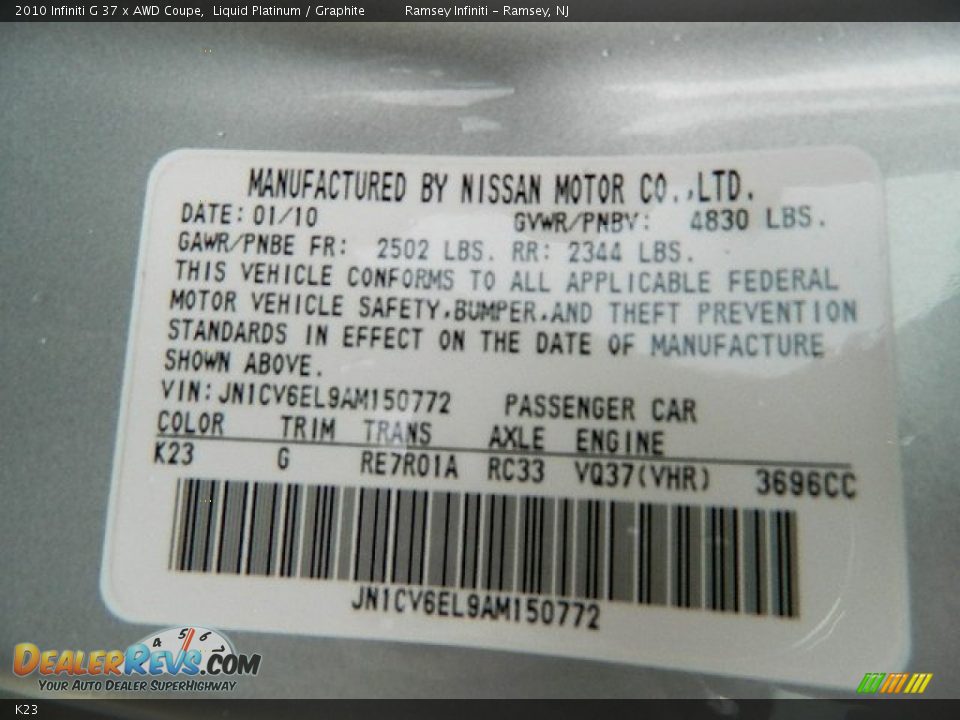 2010 Infiniti G 37 x AWD Coupe, Liquid Platinum / Graphite Ramsey Infiniti - Ramsey, NJ
MANUFACTURED BY NISSAN MOTOR CO.,LTD.
DATE: 01/10 GVWR/PNBV: 4830 LBS.
GAWR/PNBE FR: 2502 LBS. RR: 2344 LBS.
THIS VEHICLE CONFORMS TO ALL APPLICABLE FEDERAL
MOTOR VEHICLE SAFETY,BUMPER,AND THEFT PREVENTION
STANDARDS IN EFFECT ON THE DATE OF MANUFACTURE
SHOWN ABOVE.
VIN: JN1CV6EL9AM150772 PASSENGER CAR
COLOR TRIM TRANS AXLE ENGINE
K23 G RE7R01A RC33 VQ37(VHR) 3696CC
JN1CV6EL9AM150772
4 5 6
DEALERREVS.COM
YOUR AUTO DEALER SUPERHIGHWAY
K23